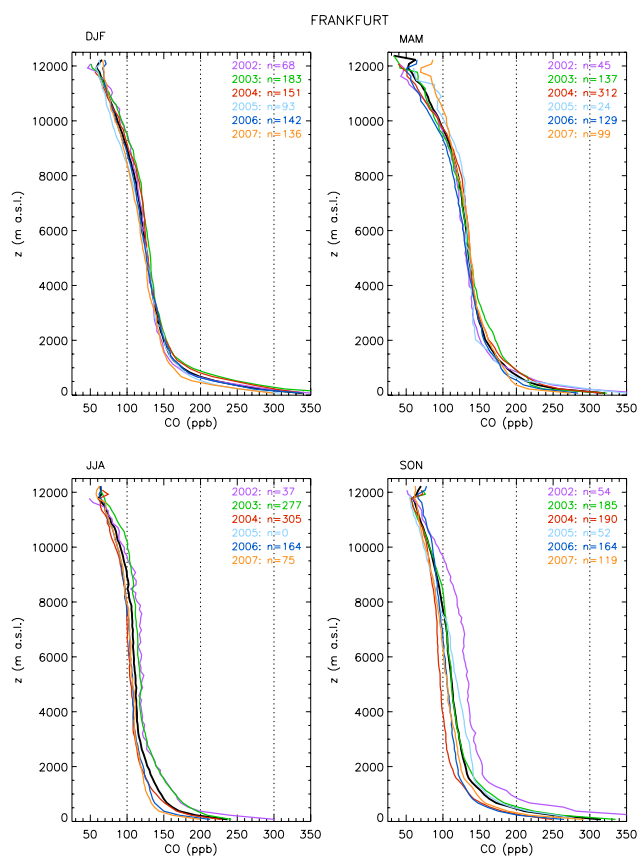 FRANKFURT
DJF
2002: n=68
2003: n=183
2004: n=151
2005: n=93
2006: n=142
2007: n=136
z (m a.s.l.)
12000
10000
8000
6000
4000
2000
0
50 100 150 200 250 300 350
CO (ppb)
MAM
2002: n=45
2003: n=137
2004: n=312
2005: n=24
2006: n=129
2007: n=99
z (m a.s.l.)
12000
10000
8000
6000
4000
2000
0
50 100 150 200 250 300 350
CO (ppb)
JJA
2002: n=37
2003: n=277
2004: n=305
2005: n=0
2006: n=164
2007: n=75
z (m a.s.l.)
12000
10000
8000
6000
4000
2000
0
50 100 150 200 250 300 350
CO (ppb)
SON
2002: n=54
2003: n=185
2004: n=190
2005: n=52
2006: n=164
2007: n=119
z (m a.s.l.)
12000
10000
8000
6000
4000
2000
0
50 100 150 200 250 300 350
CO (ppb)